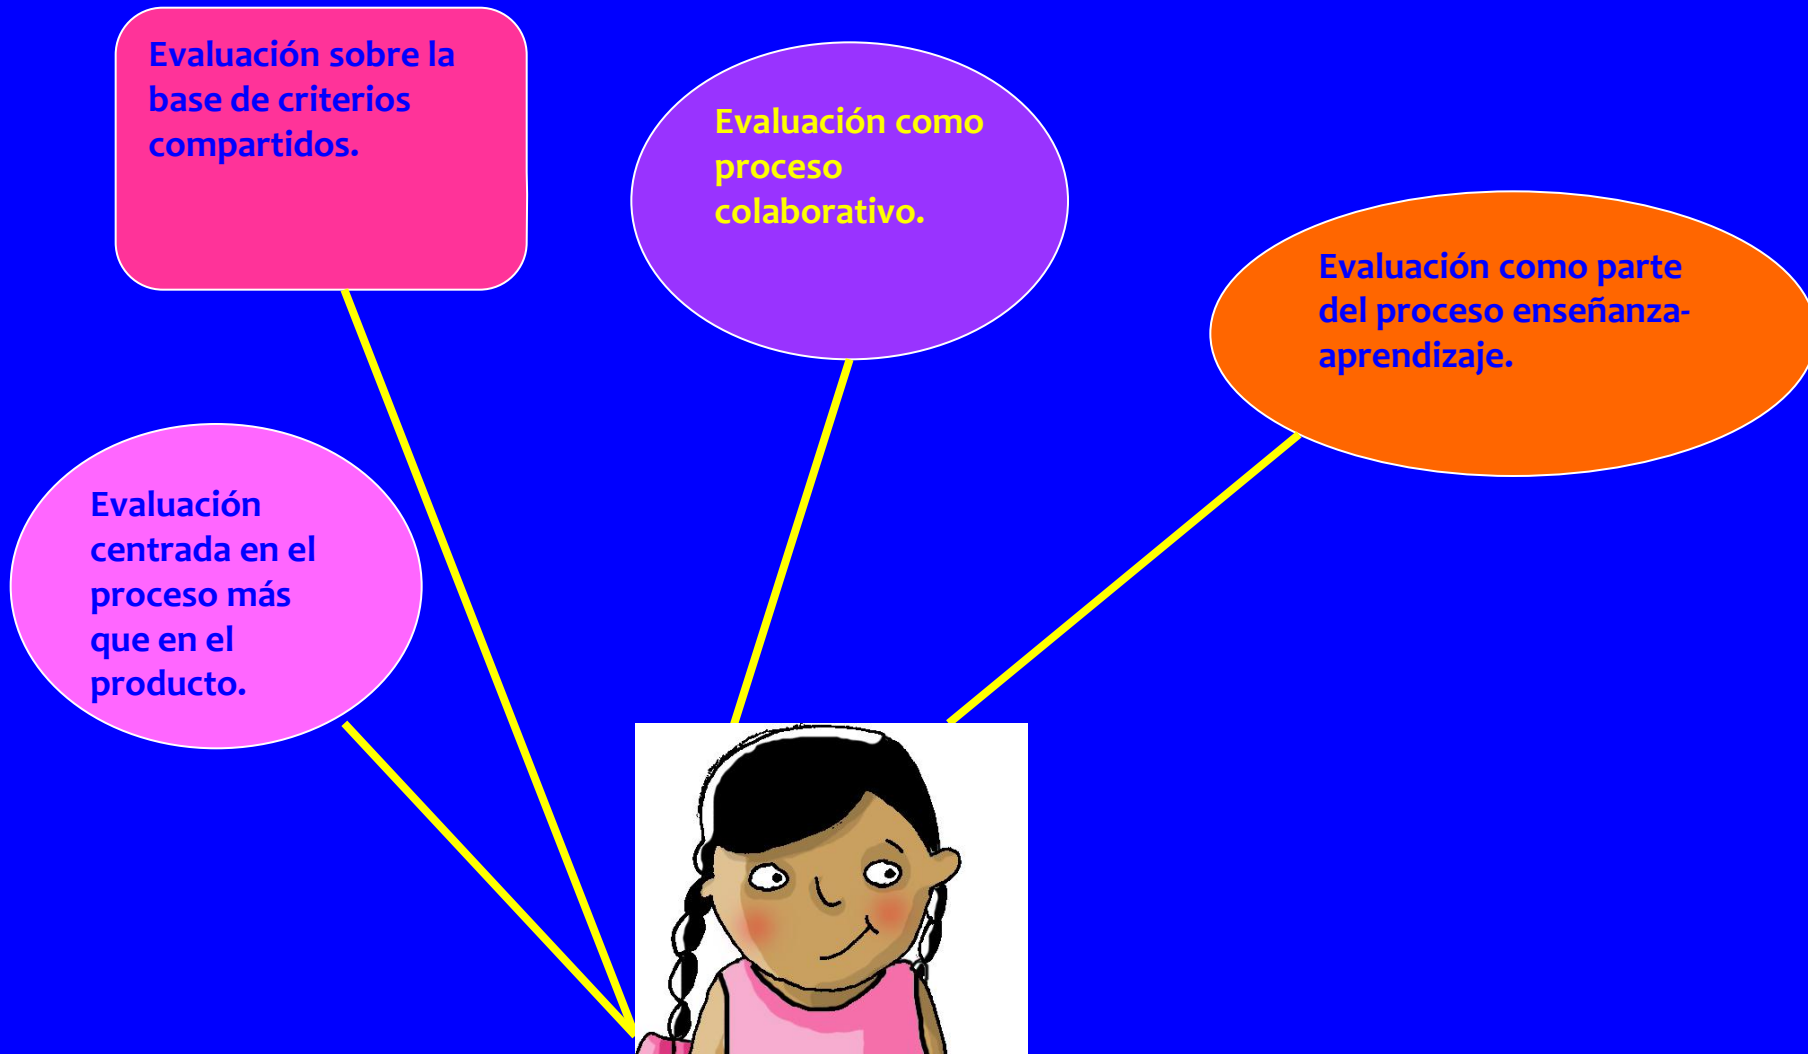 Evaluación sobre la
base de criterios
compartidos.
Evaluación como
proceso
colaborativo.
Evaluación como parte
del proceso enseñanza-
aprendizaje.
Evaluación
centrada en el
proceso más
que en el
producto.